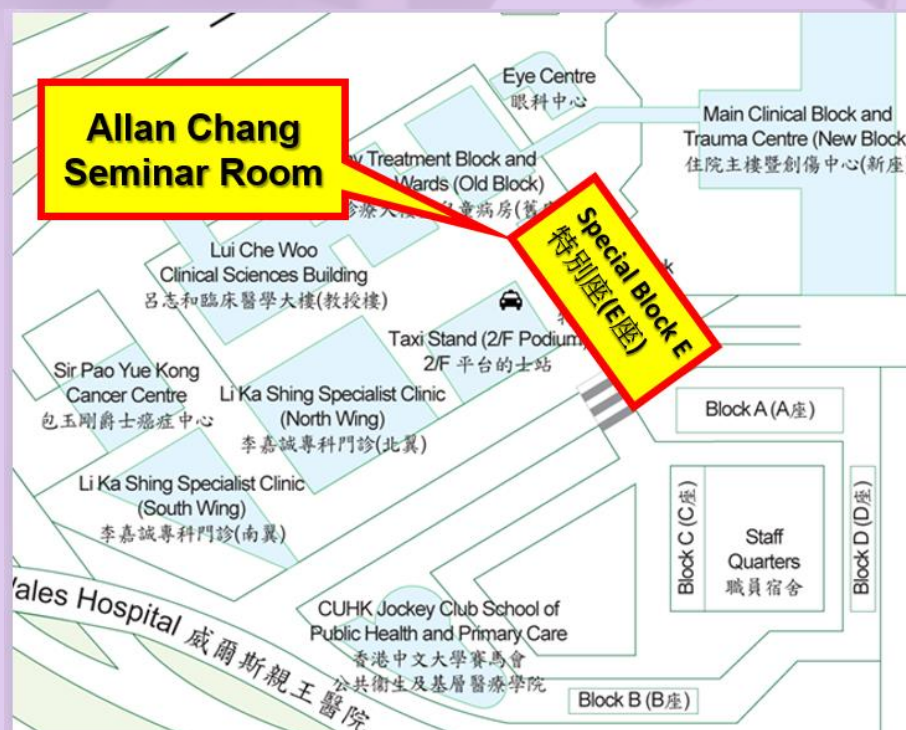 Allan Chang
Seminar Room
Eye Centre
眼科中心
Main Clinical Block and
Trauma Centre (New Block
住院主樓暨創傷中心(新座)
Treatment Block and
Wards (Old Block)
Special Block E
特別座(E座)
Lui Che Woo
Clinical Sciences Building
呂志和臨床醫學大樓(教授樓)
Taxi Stand (2/F Podium)
2/F 平台的士站
Sir Pao Yue Kong
Cancer Centre
包玉剛爵士癌症中心
Li Ka Shing Specialist Clinic
(North Wing)
李嘉誠專科門診(北翼)
Block A (A座)
Li Ka Shing Specialist Clinic
(South Wing)
李嘉誠專科門診(南翼)
Block C (C座)
Staff
Quarters
職員宿舍
Block D (D座)
Wales Hospital 威爾斯親王醫院
CUHK Jockey Club School of
Public Health and Primary Care
香港中文大學賽馬會
公共衞生及基層醫療學院
Block B (B座)